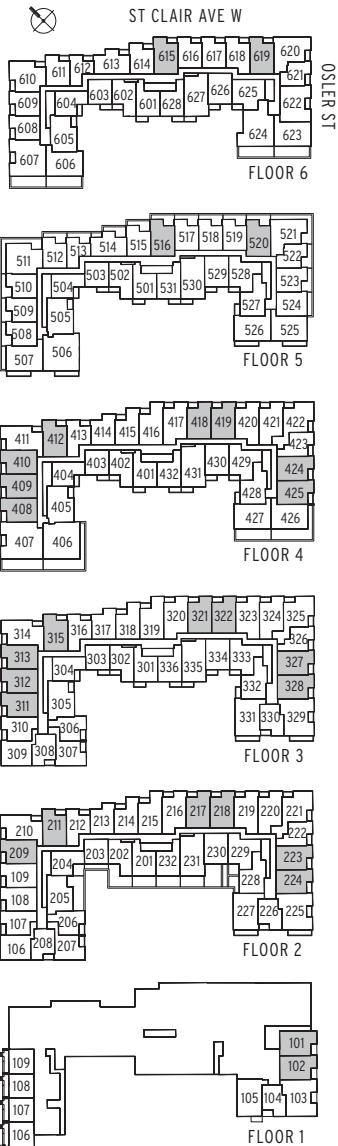 ST CLAIR AVE W
OSLER ST
610 611 612 613 614 615 616 617 618 619 620
621
609 604 603 602 601 628 627 626 625 622
608 605
607 606 624 623
FLOOR 6
511 512 513 514 515 516 517 518 519 520 521
522
510 504 503 502 501 531 530 529 528 523
509 505 527 524
508
507 506 526 525
FLOOR 5
411 412 413 414 415 416 417 418 419 420 421 422
423
410 404 403 402 401 432 431 430 429 424
409 405 428 425
408
407 406 427 426
FLOOR 4
314 315 316 317 318 319 320 321 322 323 324 325
326
313 304 303 302 301 336 335 334 333 327
312 305 332 328
311
310 306
309 308 307 331 330 329
FLOOR 3
210 211 212 213 214 215 216 217 218 219 220 221
222
209 204 203 202 201 232 231 230 229 223
109 205 228 224
108
107 206
106 208 207 227 226 225
FLOOR 2
101
109 102
108
107 105 104 103
106
FLOOR 1